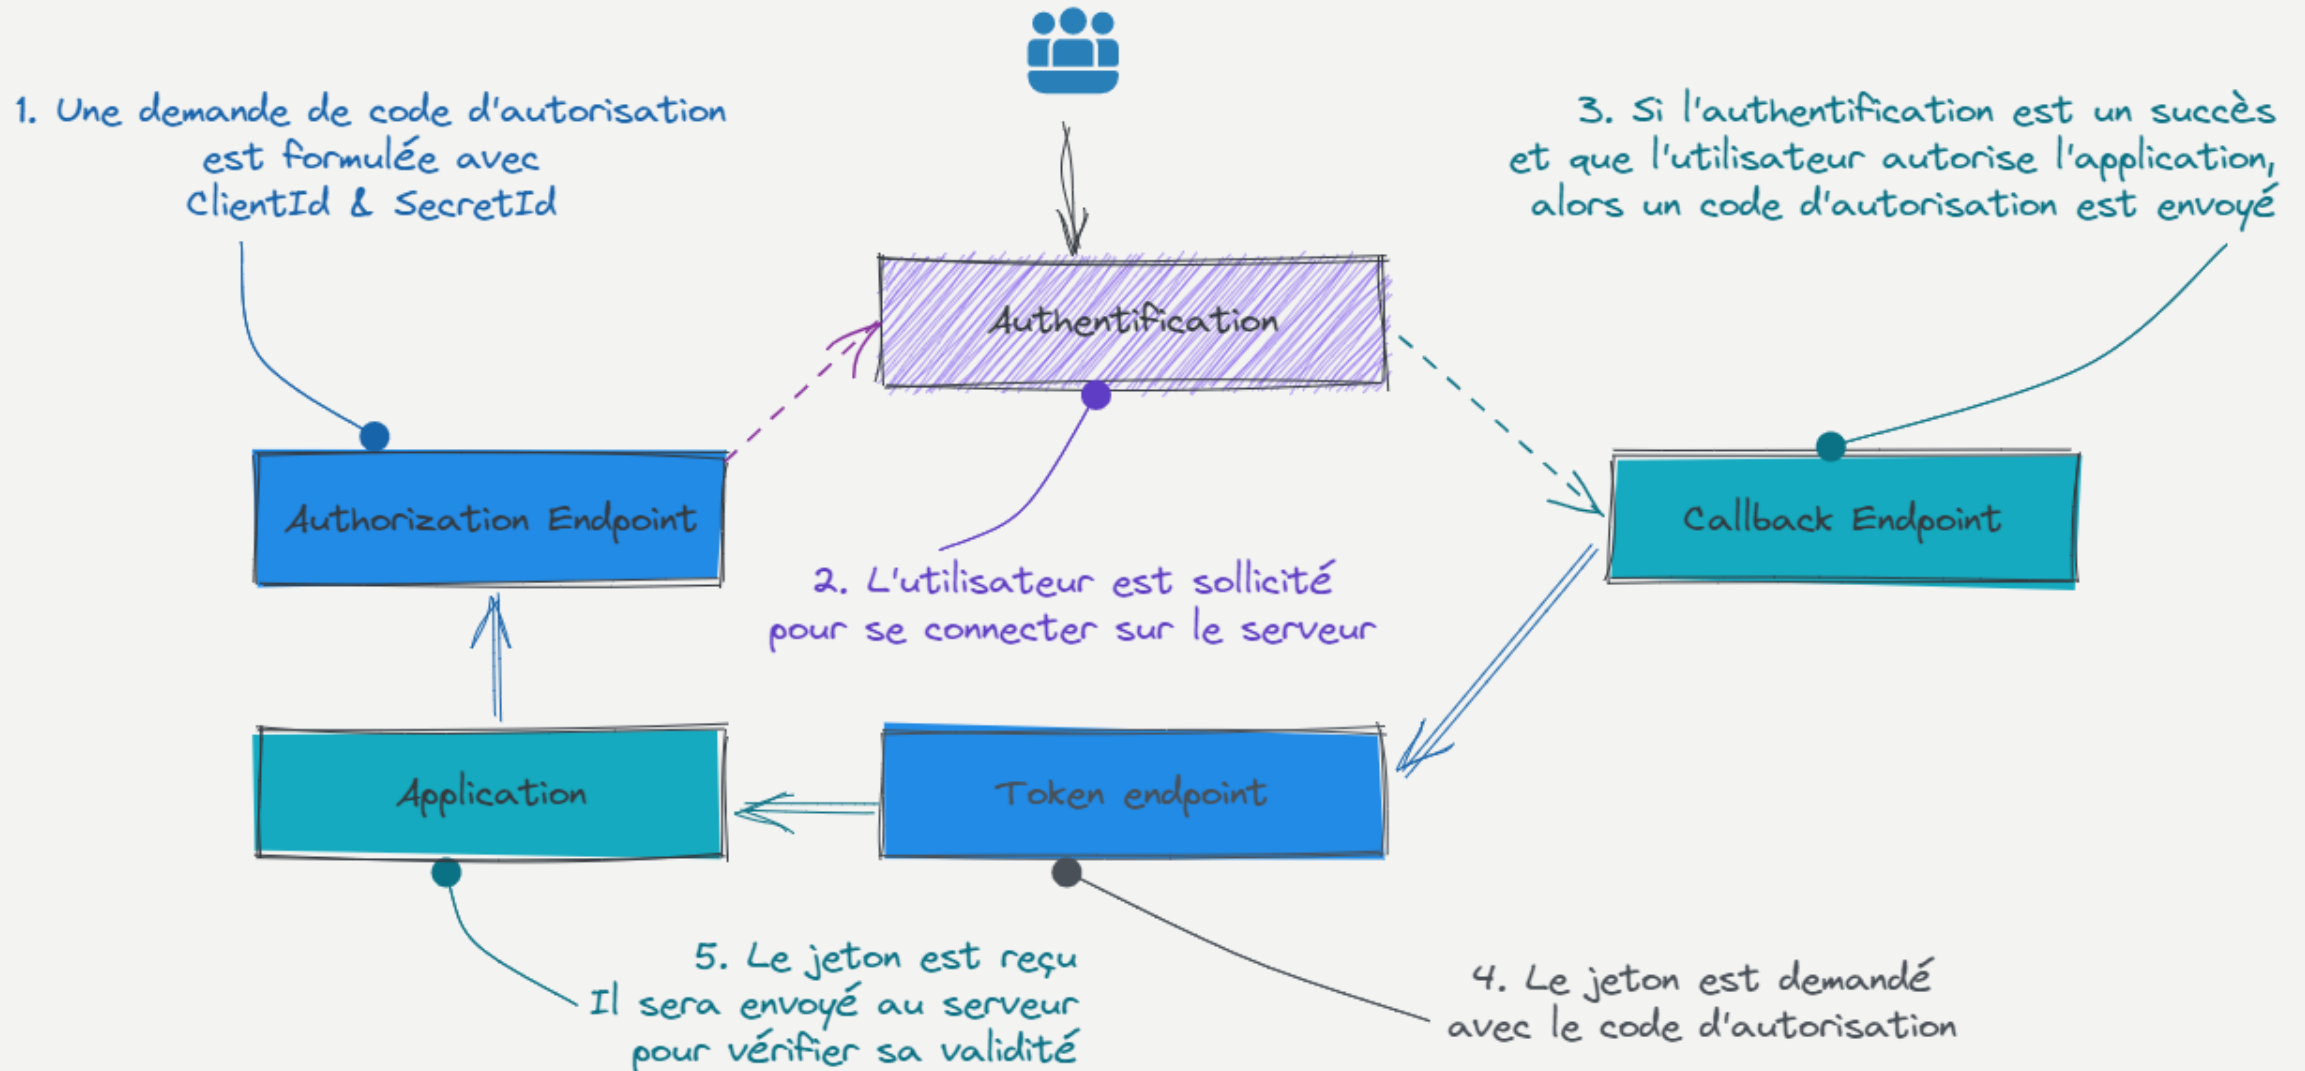 1. Une demande de code d'autorisation
est formulée avec
ClientId & SecretId
3. Si l'authentification est un succès
et que l'utilisateur autorise l'application,
alors un code d'autorisation est envoyé
Authentification
Authorization Endpoint
Callback Endpoint
2. L'utilisateur est sollicité
pour se connecter sur le serveur
Application
Token endpoint
5. Le jeton est reçu
Il sera envoyé au serveur
pour vérifier sa validité
4. Le jeton est demandé
avec le code d'autorisation